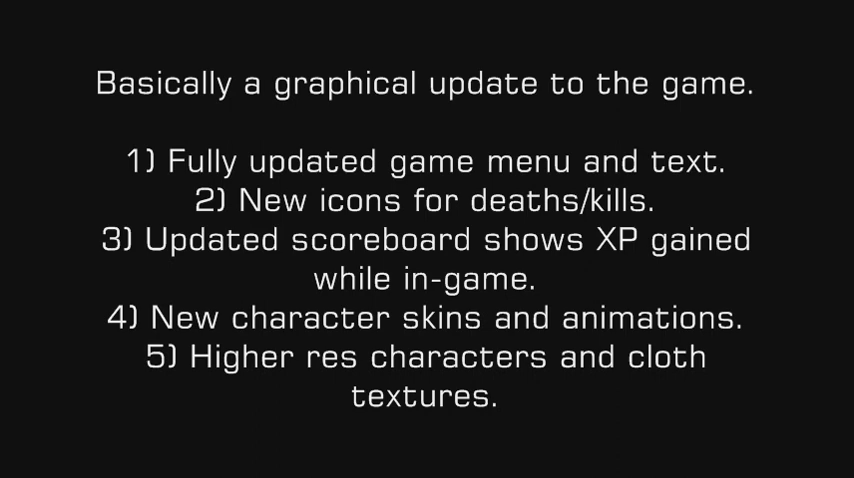 Basically a graphical update to the game.
1) Fully updated game menu and text.
2) New icons for deaths/kills.
3) Updated scoreboard shows XP gained
while in-game.
4) New character skins and animations.
5) Higher res characters and cloth
textures.